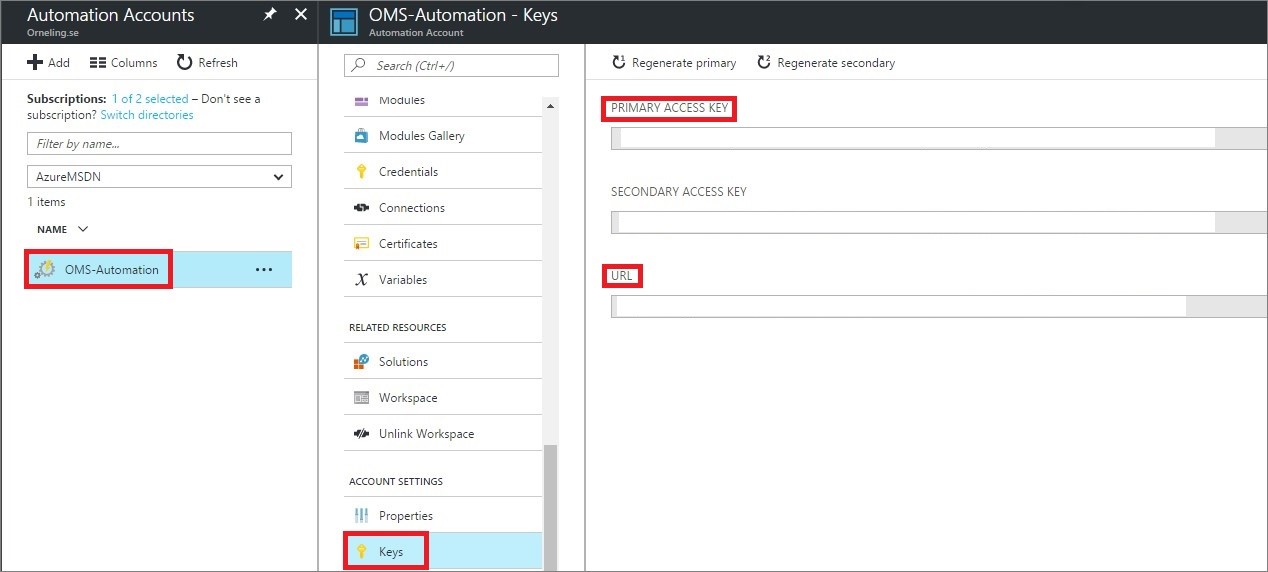 Automation Accounts
Orneling.se
Add
Columns
Refresh
Subscriptions: 1 of 2 selected – Don't see a
subscription? Switch directories
Filter by name...
AzureMSDN
1 items
NAME
OMS-Automation
...
OMS-Automation - Keys
Automation Account
Search (Ctrl+/)
Modules
Modules Gallery
Credentials
Connections
Certificates
Variables
RELATED RESOURCES
Solutions
Workspace
Unlink Workspace
ACCOUNT SETTINGS
Properties
Keys
Regenerate primary
Regenerate secondary
PRIMARY ACCESS KEY
SECONDARY ACCESS KEY
URL